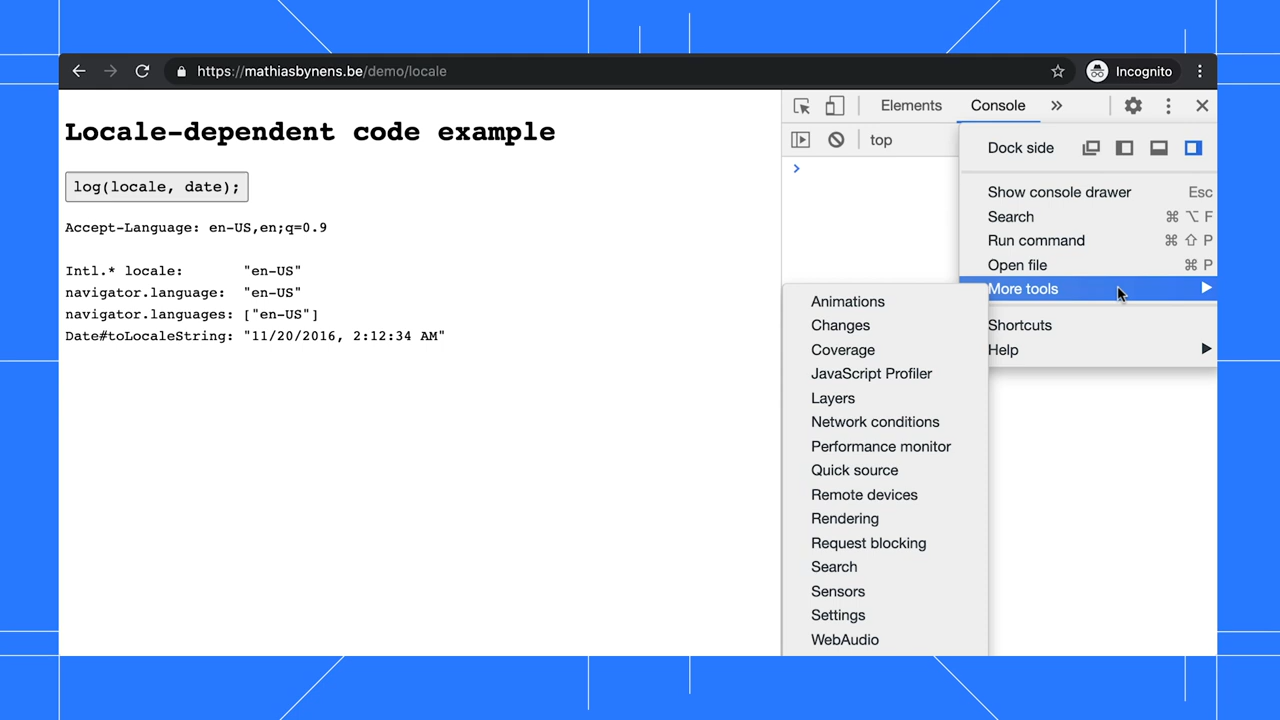 https://mathiasbynens.be/demo/locale
Incognito
Locale-dependent code example
log(locale, date);
Accept-Language: en-US,en;q=0.9
Intl.* locale: "en-US"
navigator.language: "en-US"
navigator.languages: ["en-US"]
Date#toLocaleString: "11/20/2016, 2:12:34 AM"
Elements Console »
top
Dock side
Show console drawer Esc
Search ⌘ ⌥ F
Run command ⌘ ⇧ P
Open file ⌘ P
More tools
Shortcuts
Help
Animations
Changes
Coverage
JavaScript Profiler
Layers
Network conditions
Performance monitor
Quick source
Remote devices
Rendering
Request blocking
Search
Sensors
Settings
WebAudio